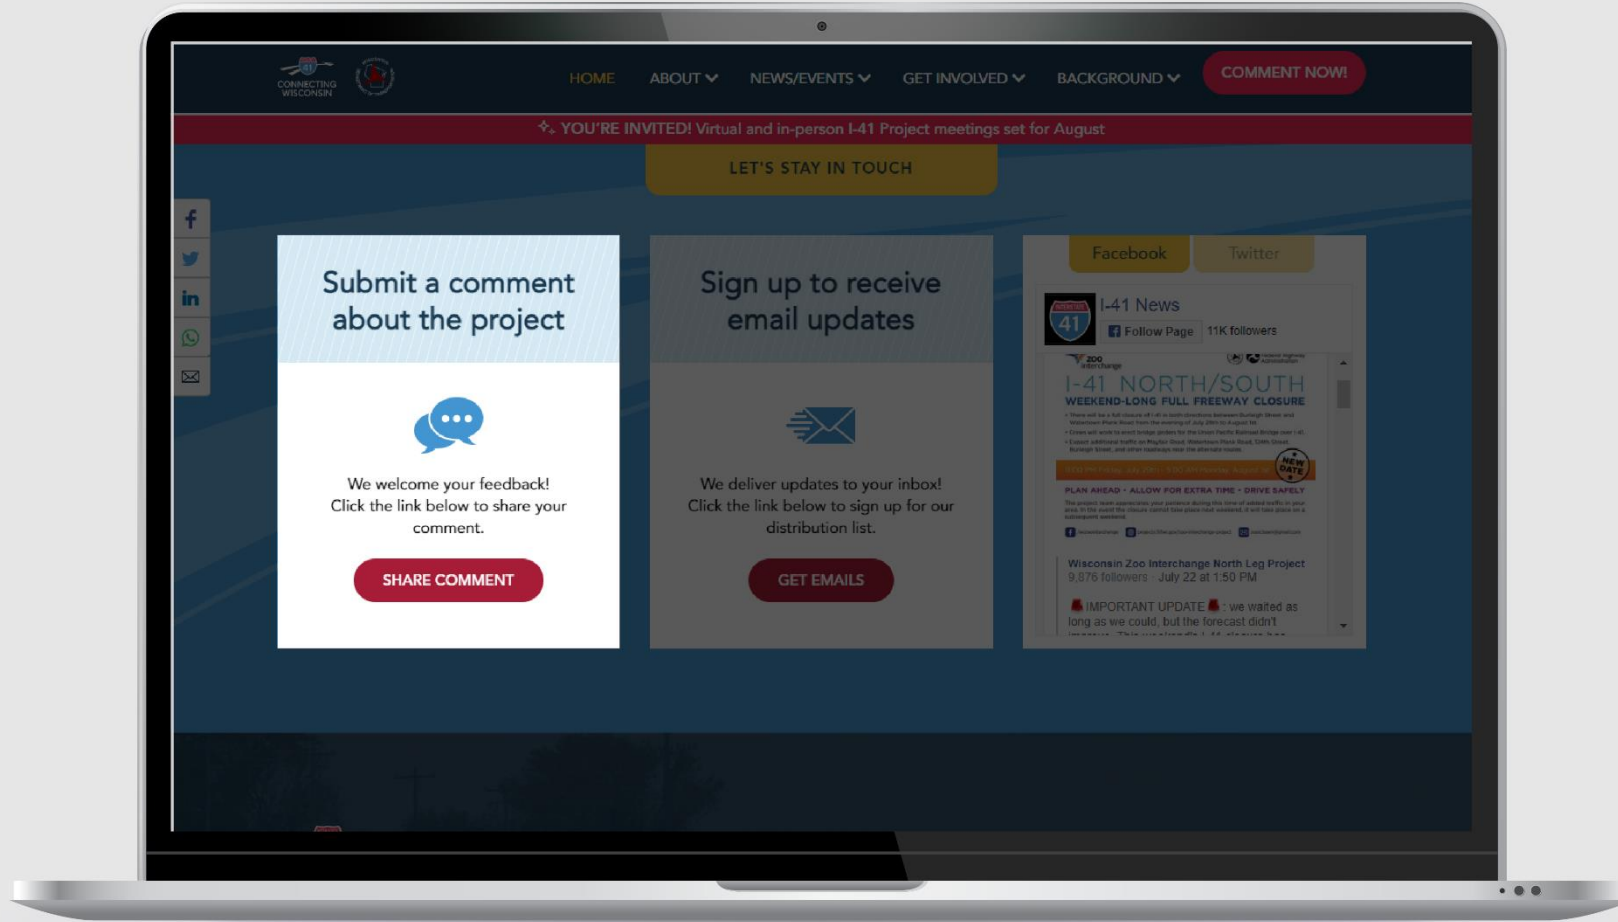 41
CONNECTING
WISCONSIN
HOME
ABOUT
NEWS/EVENTS
GET INVOLVED
BACKGROUND
COMMENT NOW!
YOU'RE INVITED! Virtual and in-person I-41 Project meetings set for August
LET'S STAY IN TOUCH
Submit a comment
about the project
We welcome your feedback!
Click the link below to share your
comment.
SHARE COMMENT
Sign up to receive
email updates
We deliver updates to your inbox!
Click the link below to sign up for our
distribution list.
GET EMAILS
Facebook
Twitter
INTERSTATE
41
I-41 News
Follow Page
11K followers
ZOO
interchange
I-41 NORTH/SOUTH
WEEKEND-LONG FULL FREEWAY CLOSURE
NEW
DATE
PLAN AHEAD • ALLOW FOR EXTRA TIME • DRIVE SAFELY
Wisconsin Zoo Interchange North Leg Project
9,876 followers · July 22 at 1:50 PM
IMPORTANT UPDATE : we waited as
long as we could, but the forecast didn't